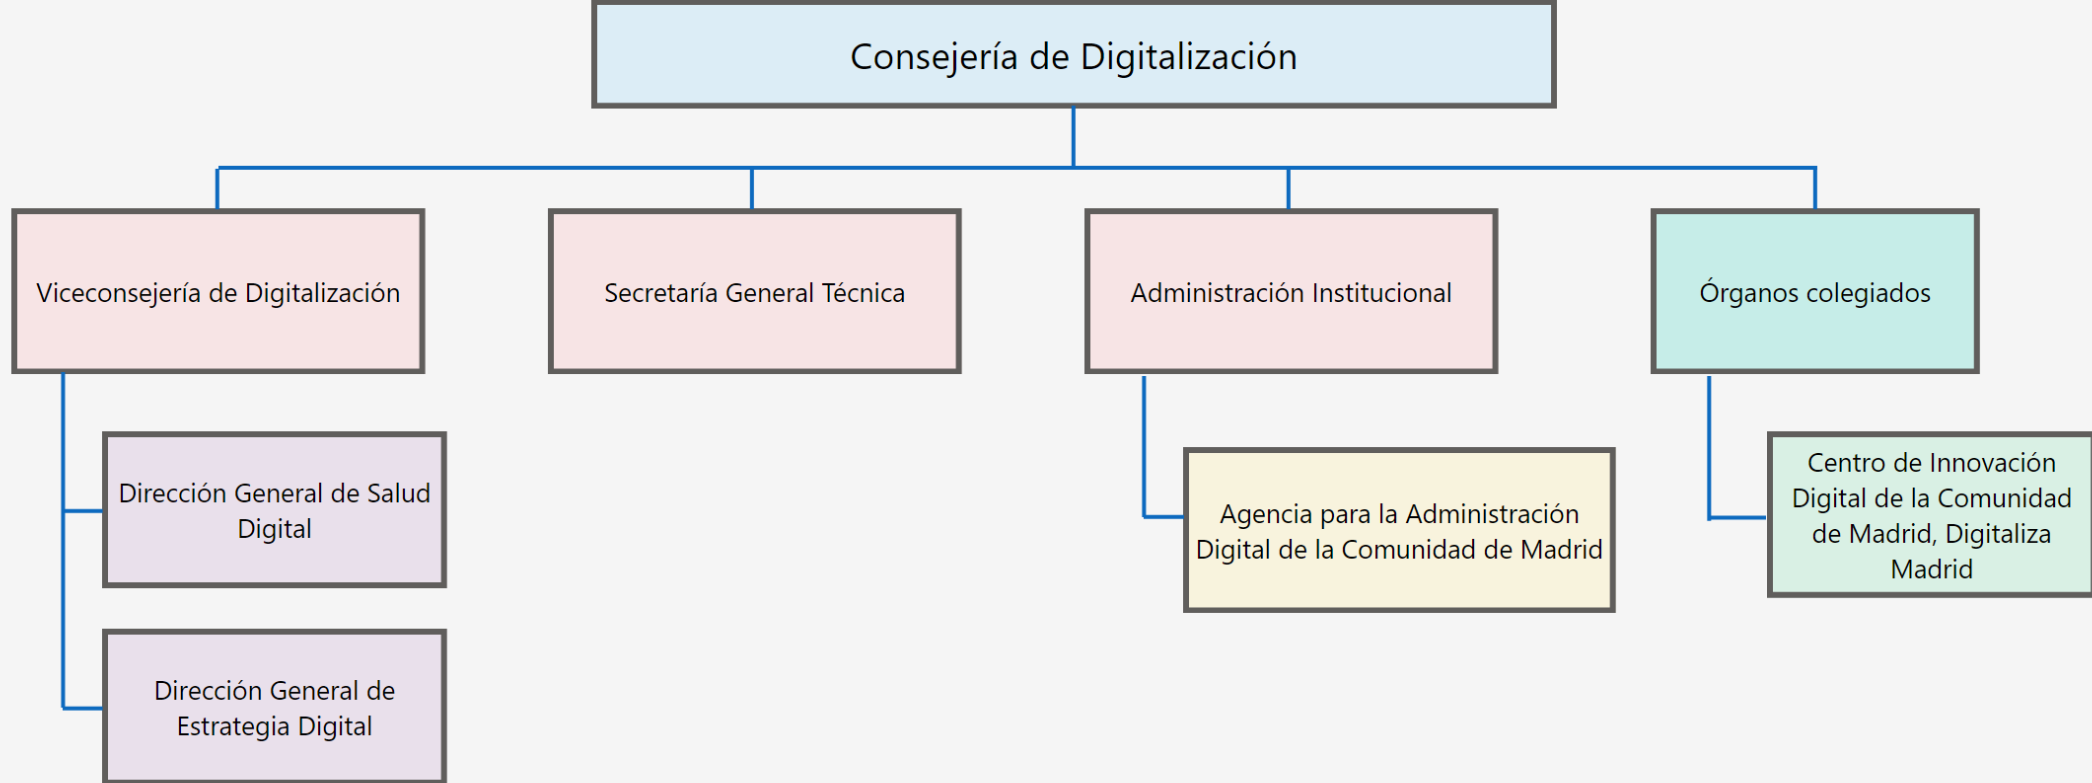 Consejería de Digitalización
Viceconsejería de Digitalización
Secretaría General Técnica
Administración Institucional
Órganos colegiados
Dirección General de Salud
Digital
Dirección General de
Estrategia Digital
Agencia para la Administración
Digital de la Comunidad de Madrid
Centro de Innovación
Digital de la Comunidad
de Madrid, Digitaliza
Madrid